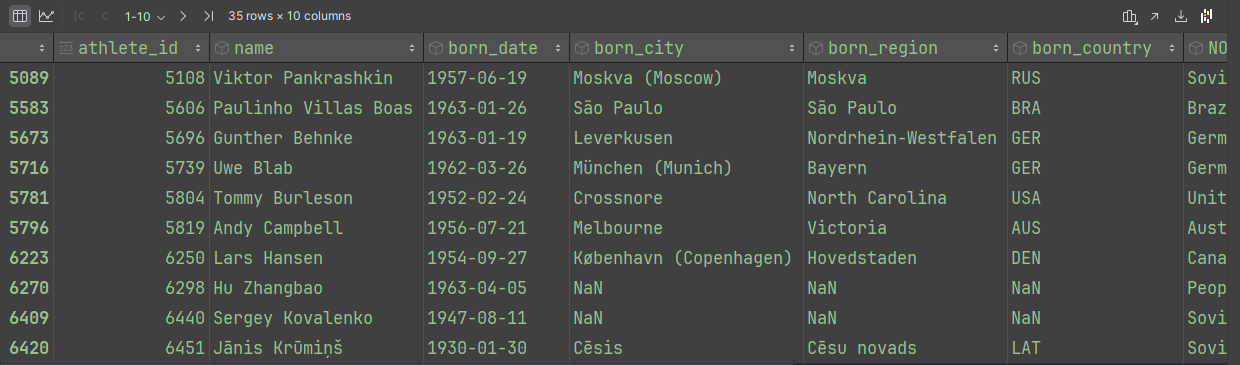 1-10 35 rows × 10 columns
athlete_id name born_date born_city born_region born_country NO
5089 5108 Viktor Pankrashkin 1957-06-19 Moskva (Moscow) Moskva RUS Sovi
5583 5606 Paulinho Villas Boas 1963-01-26 São Paulo São Paulo BRA Braz
5673 5696 Gunther Behnke 1963-01-19 Leverkusen Nordrhein-Westfalen GER Germ
5716 5739 Uwe Blab 1962-03-26 München (Munich) Bayern GER Germ
5781 5804 Tommy Burleson 1952-02-24 Crossnore North Carolina USA Unit
5796 5819 Andy Campbell 1956-07-21 Melbourne Victoria AUS Aust
6223 6250 Lars Hansen 1954-09-27 København (Copenhagen) Hovedstaden DEN Cana
6270 6298 Hu Zhangbao 1963-04-05 NaN NaN NaN Peop
6409 6440 Sergey Kovalenko 1947-08-11 NaN NaN NaN Sovi
6420 6451 Jānis Krūmiņš 1930-01-30 Cēsis Cēsu novads LAT Sovi